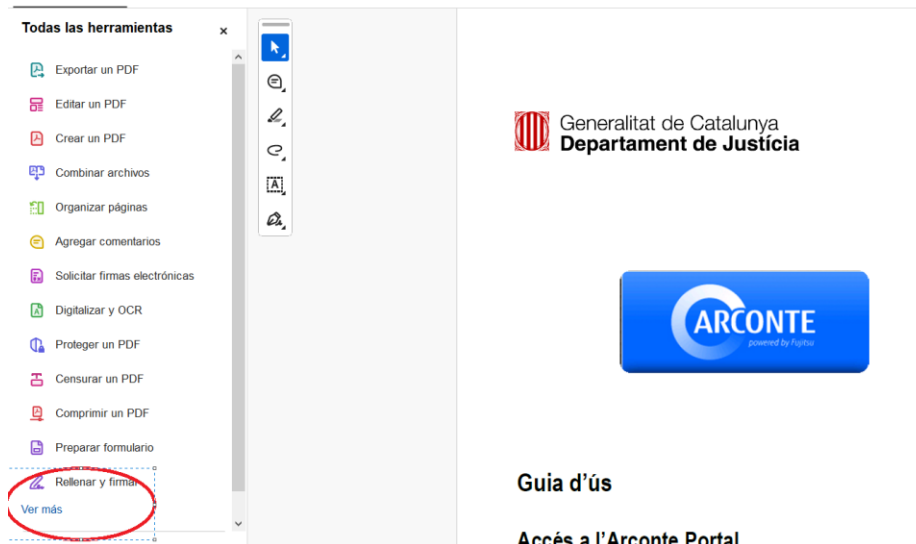 Todas las herramientas
Exportar un PDF
Editar un PDF
Crear un PDF
Combinar archivos
Organizar páginas
Agregar comentarios
Solicitar firmas electrónicas
Digitalizar y OCR
Proteger un PDF
Censurar un PDF
Comprimir un PDF
Preparar formulario
Rellenar y firmar
Ver más
Generalitat de Catalunya
Departament de Justícia
ARCONTE
powered by Fujitsu
Guia d'ús
Accés a l'Arconte Portal